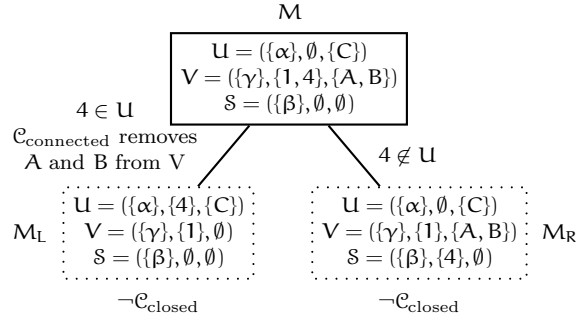 M
U = ({α}, ∅, {C})
V = ({γ}, {1, 4}, {A, B})
S = ({β}, ∅, ∅)
4 ∈ U
C_connected removes
A and B from V
4 ∉ U
M_L
U = ({α}, {4}, {C})
V = ({γ}, {1}, ∅)
S = ({β}, ∅, ∅)
¬C_closed
U = ({α}, ∅, {C})
V = ({γ}, {1}, {A, B})
S = ({β}, {4}, ∅)
M_R
¬C_closed